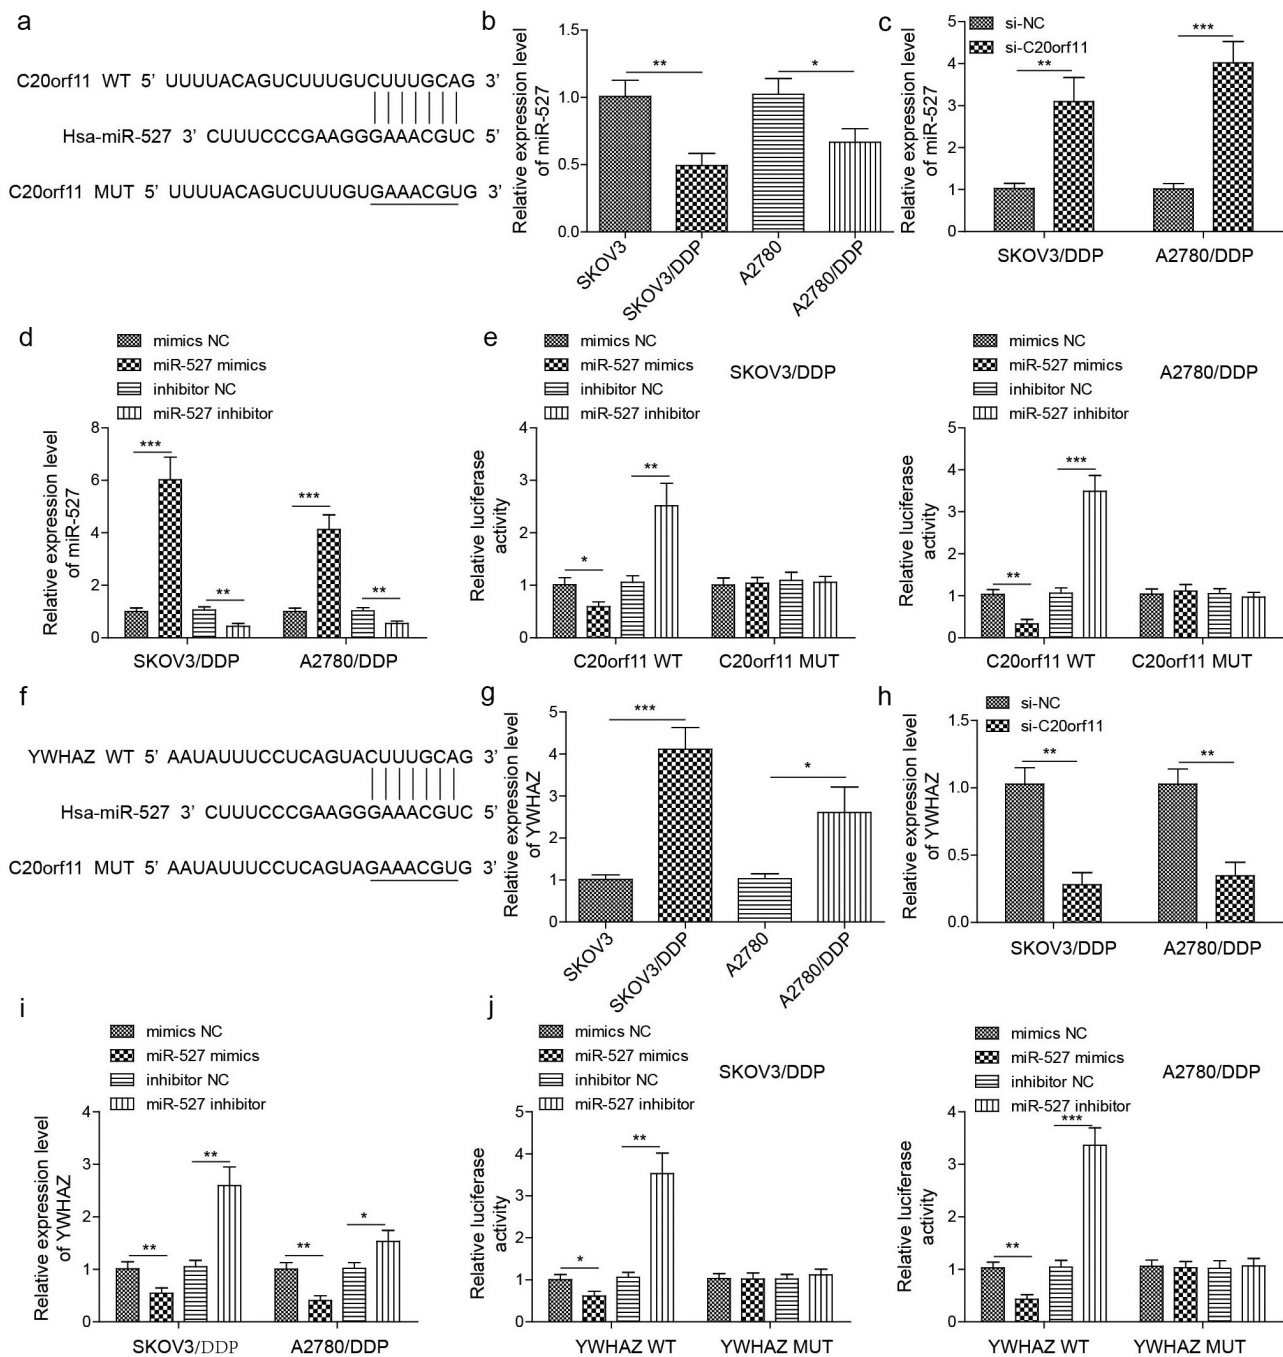 a
C20orf11 WT 5’ UUUUACAGUCUUUGUCUUUGCAG 3’
Hsa-miR-527 3’ CUUUCCCGAAGGGAAACGUC 5’
C20orf11 MUT 5’ UUUUACAGUCUUUGUGAAACGUG 3’
b
Relative expression level
of miR-527
1.5
1.0
0.5
0.0
**
*
SKOV3
SKOV3/DDP
A2780
A2780/DDP
c
si-NC
si-C20orf11
Relative expression level
of miR-527
5
4
3
2
1
0
**
***
SKOV3/DDP
A2780/DDP
d
mimics NC
miR-527 mimics
inhibitor NC
miR-527 inhibitor
Relative expression level
of miR-527
8
6
4
2
0
***
**
***
**
SKOV3/DDP
A2780/DDP
e
mimics NC
miR-527 mimics
inhibitor NC
miR-527 inhibitor
SKOV3/DDP
Relative luciferase
activity
4
3
2
1
0
*
**
C20orf11 WT
C20orf11 MUT
mimics NC
miR-527 mimics
inhibitor NC
miR-527 inhibitor
A2780/DDP
Relative luciferase
activity
5
4
3
2
1
0
**
***
C20orf11 WT
C20orf11 MUT
f
YWHAZ WT 5’ AAUAUUUCCUCAGUACUUUGCAG 3’
Hsa-miR-527 3’ CUUUCCCGAAGGGAAACGUC 5’
C20orf11 MUT 5’ AAUAUUUCCUCAGUAGAAACGUG 3’
g
Relative expression level
of YWHAZ
5
4
3
2
1
0
***
*
SKOV3
SKOV3/DDP
A2780
A2780/DDP
h
si-NC
si-C20orf11
Relative expression level
of YWHAZ
1.5
1.0
0.5
0.0
**
**
SKOV3/DDP
A2780/DDP
i
mimics NC
miR-527 mimics
inhibitor NC
miR-527 inhibitor
Relative expression level
of YWHAZ
4
3
2
1
0
**
**
**
*
SKOV3/DDP
A2780/DDP
j
mimics NC
miR-527 mimics
inhibitor NC
miR-527 inhibitor
SKOV3/DDP
Relative luciferase
activity
5
4
3
2
1
0
*
**
YWHAZ WT
YWHAZ MUT
mimics NC
miR-527 mimics
inhibitor NC
miR-527 inhibitor
A2780/DDP
Relative luciferase
activity
4
3
2
1
0
**
***
YWHAZ WT
YWHAZ MUT